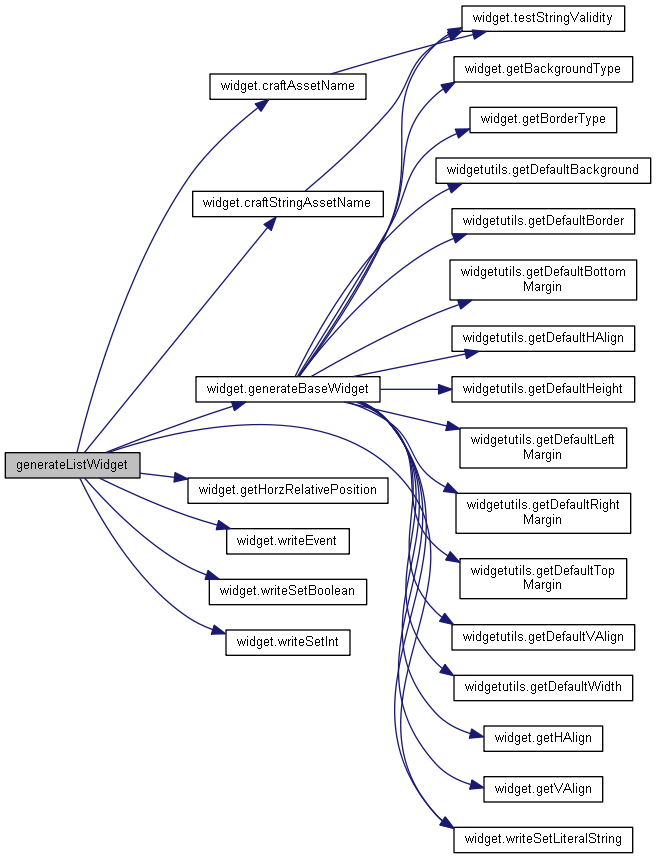 widget.testStringValidity
widget.craftAssetName
widget.getBackgroundType
widget.getBorderType
widgetutils.getDefaultBackground
widget.craftStringAssetName
widgetutils.getDefaultBorder
widgetutils.getDefaultBottom
Margin
widgetutils.getDefaultHAlign
widget.generateBaseWidget
widgetutils.getDefaultHeight
widgetutils.getDefaultLeft
Margin
generateListWidget
widget.getHorzRelativePosition
widgetutils.getDefaultRight
Margin
widget.writeEvent
widgetutils.getDefaultTop
Margin
widget.writeSetBoolean
widgetutils.getDefaultVAlign
widget.writeSetInt
widgetutils.getDefaultWidth
widget.getHAlign
widget.getVAlign
widget.writeSetLiteralString